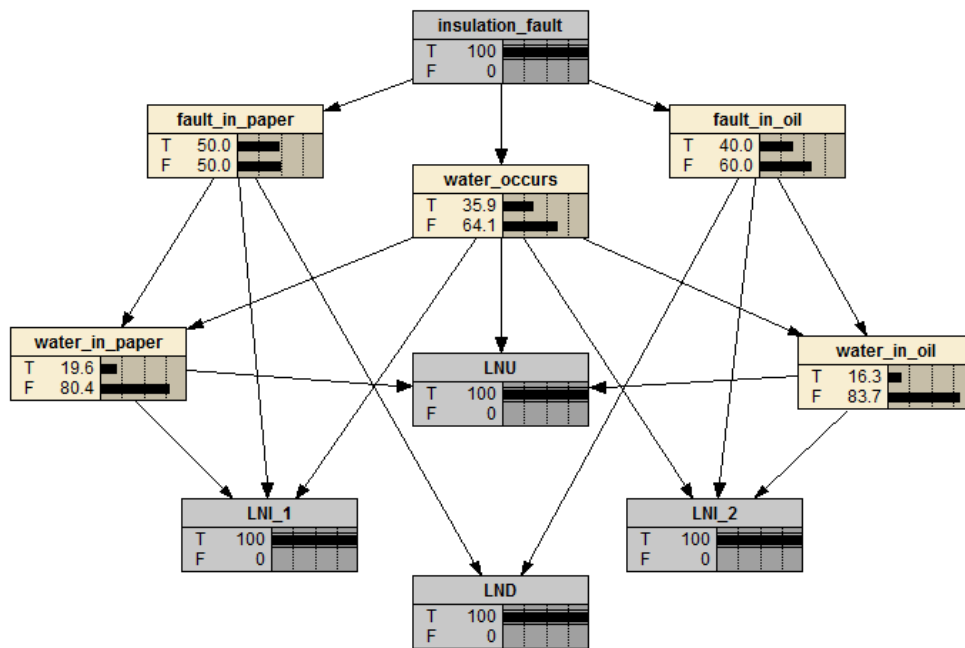 insulation_fault
T 100
F 0
fault_in_paper
T 50.0
F 50.0
fault_in_oil
T 40.0
F 60.0
water_occurs
T 35.9
F 64.1
water_in_paper
T 19.6
F 80.4
LNU
T 100
F 0
water_in_oil
T 16.3
F 83.7
LNI_1
T 100
F 0
LNI_2
T 100
F 0
LND
T 100
F 0